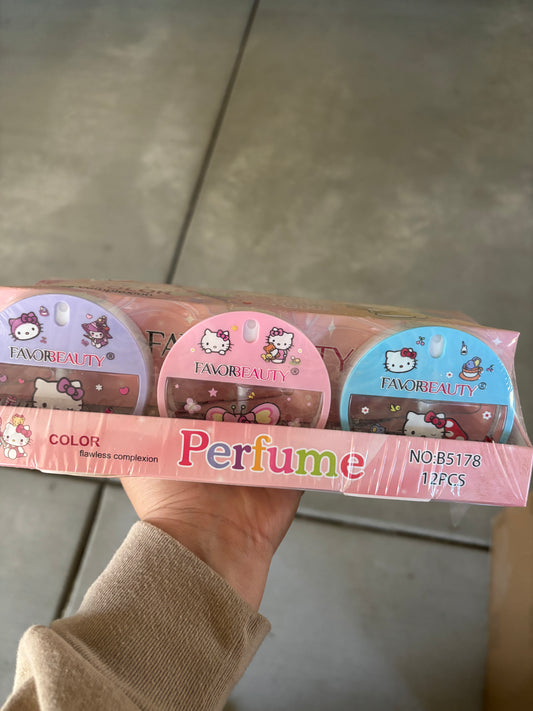 FAVORBEAUTY®
FAVORBEAUTY®
FAVORBEAUTY®
COLOR
flawless complexion
Perfume
NO:B5178
12PCS